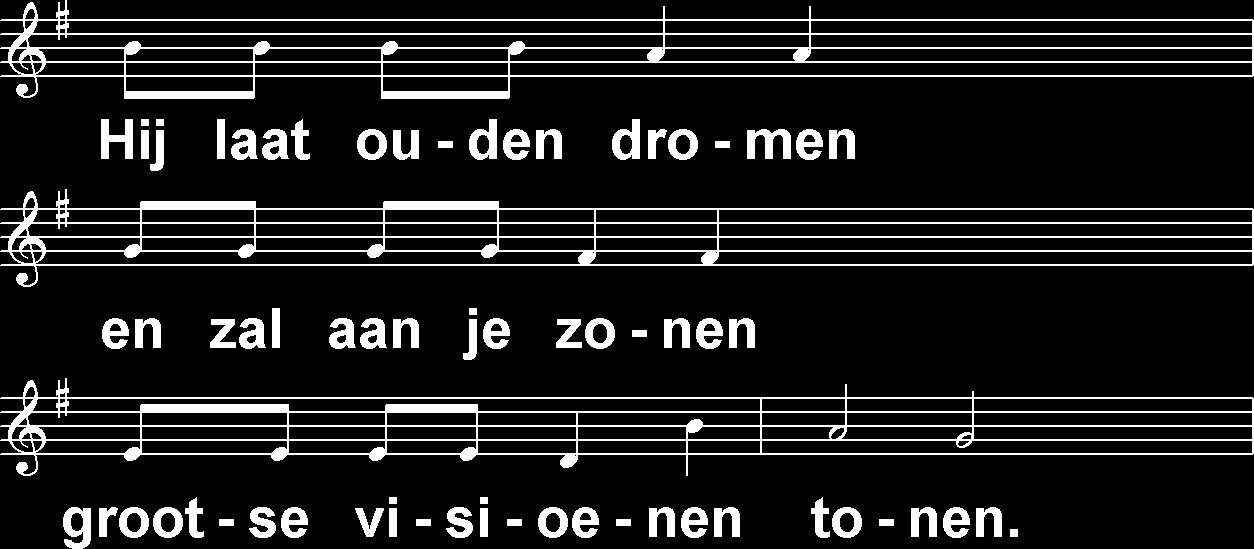 Hij laat ou - den dro - men
en zal aan je zo - nen
groot - se vi - si - oe - nen to - nen.